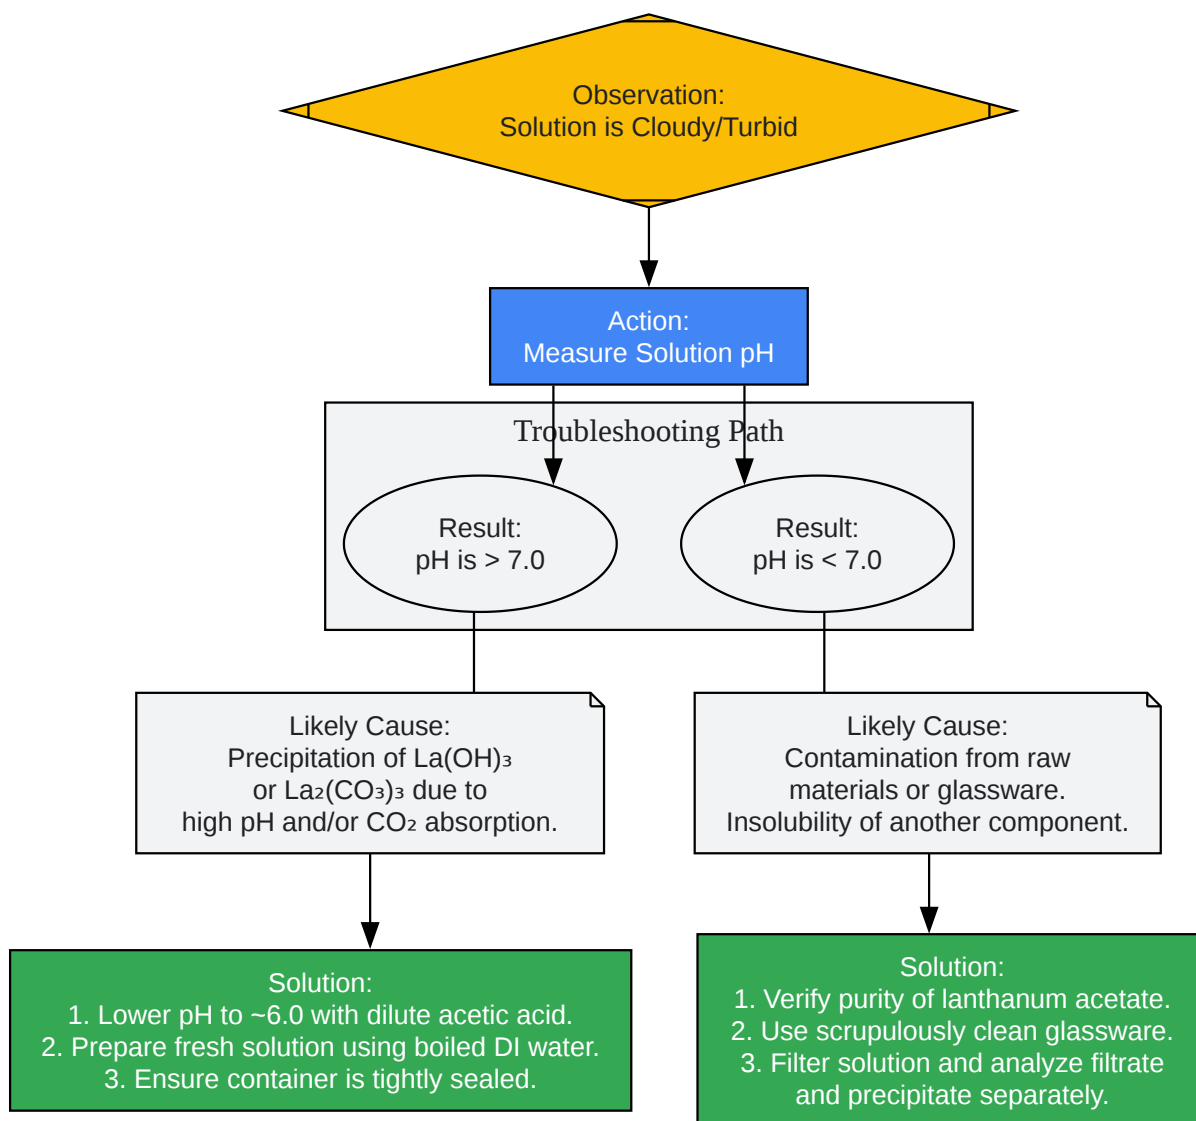 Observation:
Solution is Cloudy/Turbid
Action:
Measure Solution pH
Troubleshooting Path
Result:
pH is > 7.0
Result:
pH is < 7.0
Likely Cause:
Precipitation of La(OH)₃
or La₂(CO₃)₃ due to
high pH and/or CO₂ absorption.
Likely Cause:
Contamination from raw
materials or glassware.
Insolubility of another component.
Solution:
1. Lower pH to ~6.0 with dilute acetic acid.
2. Prepare fresh solution using boiled DI water.
3. Ensure container is tightly sealed.
Solution:
1. Verify purity of lanthanum acetate.
2. Use scrupulously clean glassware.
3. Filter solution and analyze filtrate
and precipitate separately.